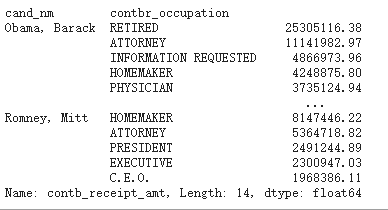 cand_nm contbr_occupation
Obama, Barack RETIRED 25305116.38
ATTORNEY 11141982.97
INFORMATION REQUESTED 4866973.96
HOMEMAKER 4248875.80
PHYSICIAN 3735124.94
...
Romney, Mitt HOMEMAKER 8147446.22
ATTORNEY 5364718.82
PRESIDENT 2491244.89
EXECUTIVE 2300947.03
C.E.O. 1968386.11
Name: contb_receipt_amt, Length: 14, dtype: float64